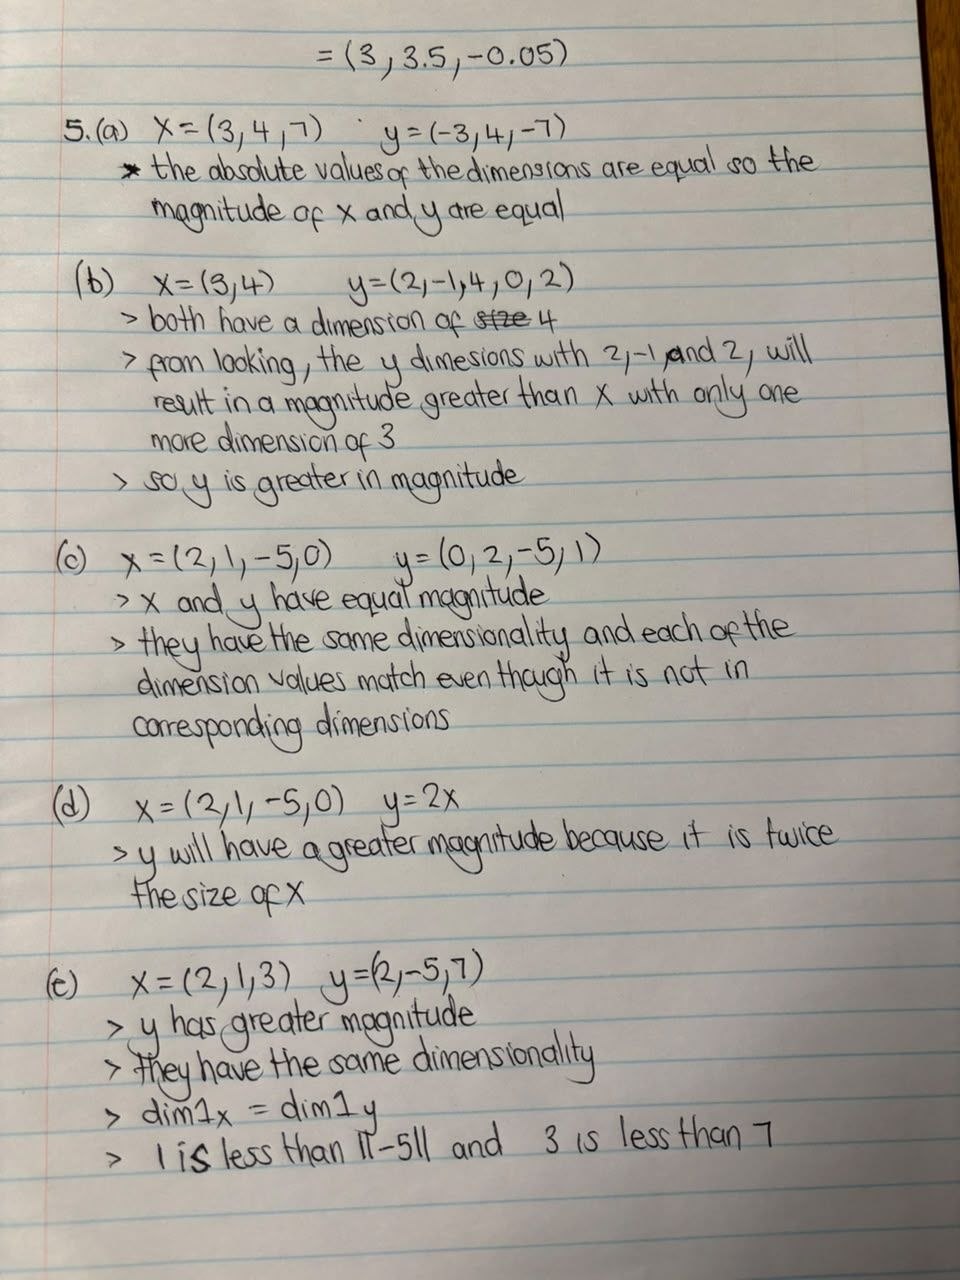 = (3, 3.5, -0.05)
5. (a) x = (3, 4, 7) y = (-3, 4, -7)
* the absolute values of the dimensions are equal so the
magnitude of x and y are equal
(b) x = (3,4) y = (2, -1, 4, 0, 2)
> both have a dimension of ~~size~~ 4
> from looking, the y dimesions with 2, -1 and 2, will
result in a magnitude greater than x with only one
more dimension of 3
> so y is greater in magnitude
(c) x = (2, 1, -5, 0) y = (0, 2, -5, 1)
> x and y have equal magnitude
> they have the same dimensionality and each of the
dimension values match even though it is not in
corresponding dimensions
(d) x = (2, 1, -5, 0) y = 2x
> y will have a greater magnitude because it is twice
the size of x
(e) x = (2, 1, 3) y = (2, -5, 7)
> y has greater magnitude
> they have the same dimensionality
> dim1x = dim1y
> 1 is less than ||-5|| and 3 is less than 7